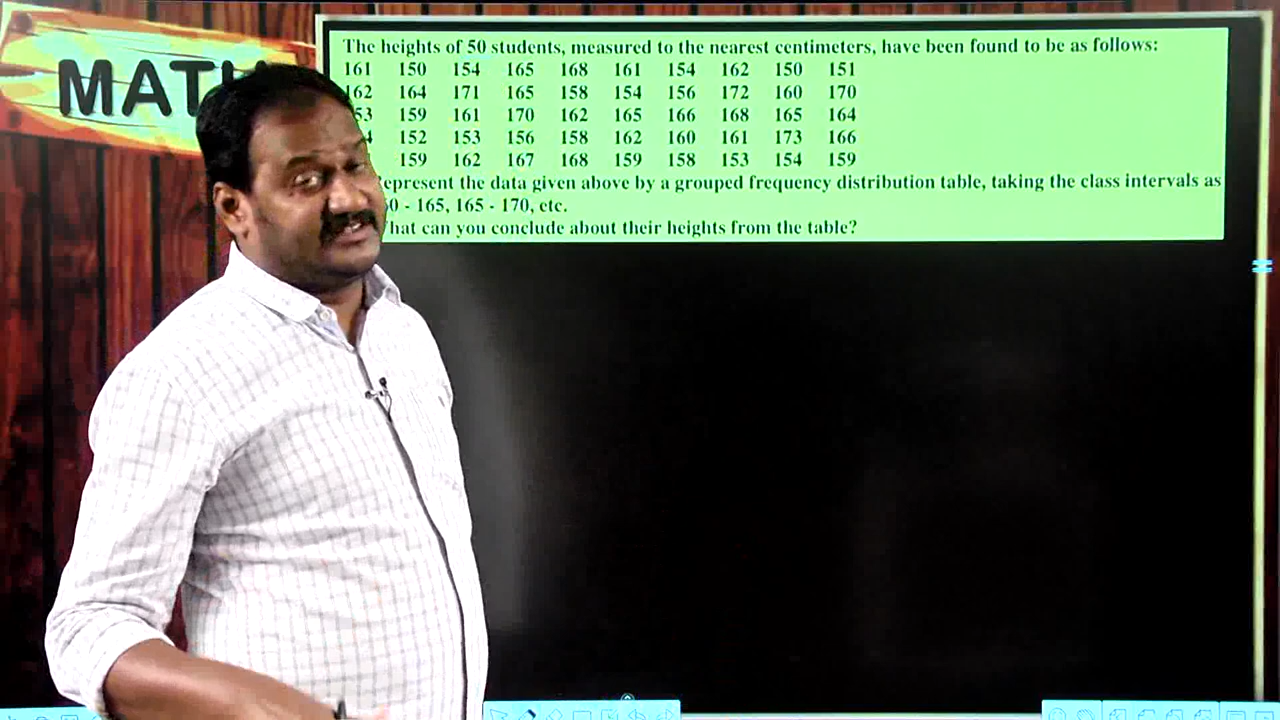 MAT
The heights of 50 students, measured to the nearest centimeters, have been found to be as follows:
161 150 154 165 168 161 154 162 150 151
162 164 171 165 158 154 156 172 160 170
53 159 161 170 162 165 166 168 165 164
4 152 153 156 158 162 160 161 173 166
159 162 167 168 159 158 153 154 159
epresent the data given above by a grouped frequency distribution table, taking the class intervals as
0 - 165, 165 - 170, etc.
hat can you conclude about their heights from the table?